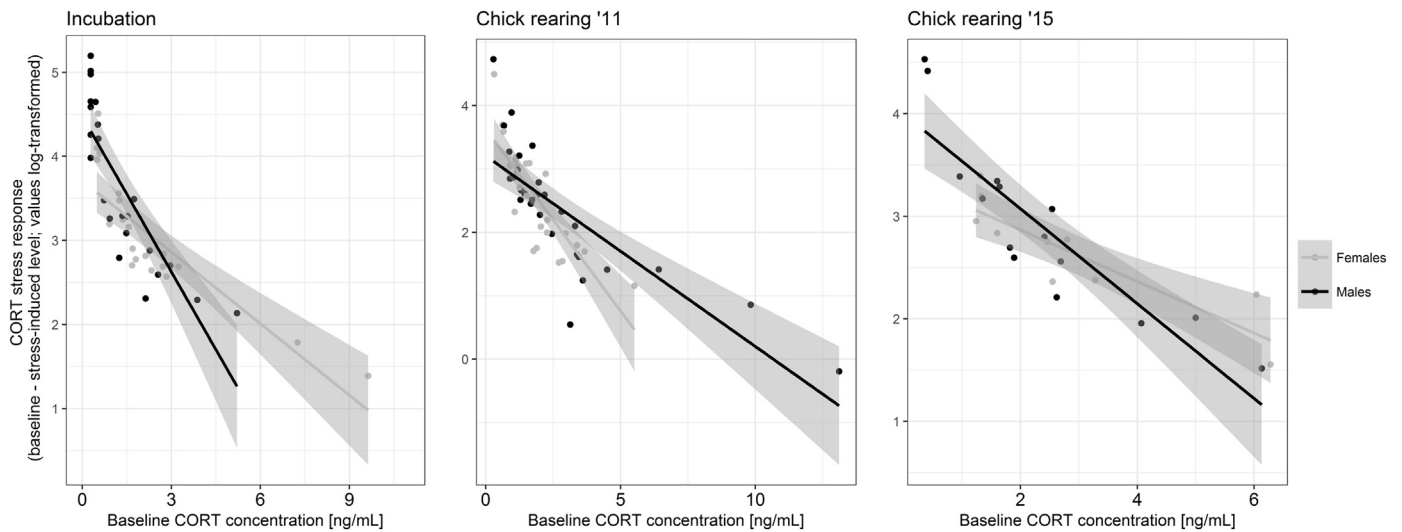 Incubation
Chick rearing '11
Chick rearing '15
CORT stress response
(baseline - stress-induced level; values log-transformed)
5
4
3
2
1
4
2
0
4
3
2
1
0 3 6 9
0 5 10
2 4 6
Baseline CORT concentration [ng/mL]
Baseline CORT concentration [ng/mL]
Baseline CORT concentration [ng/mL]
Females
Males